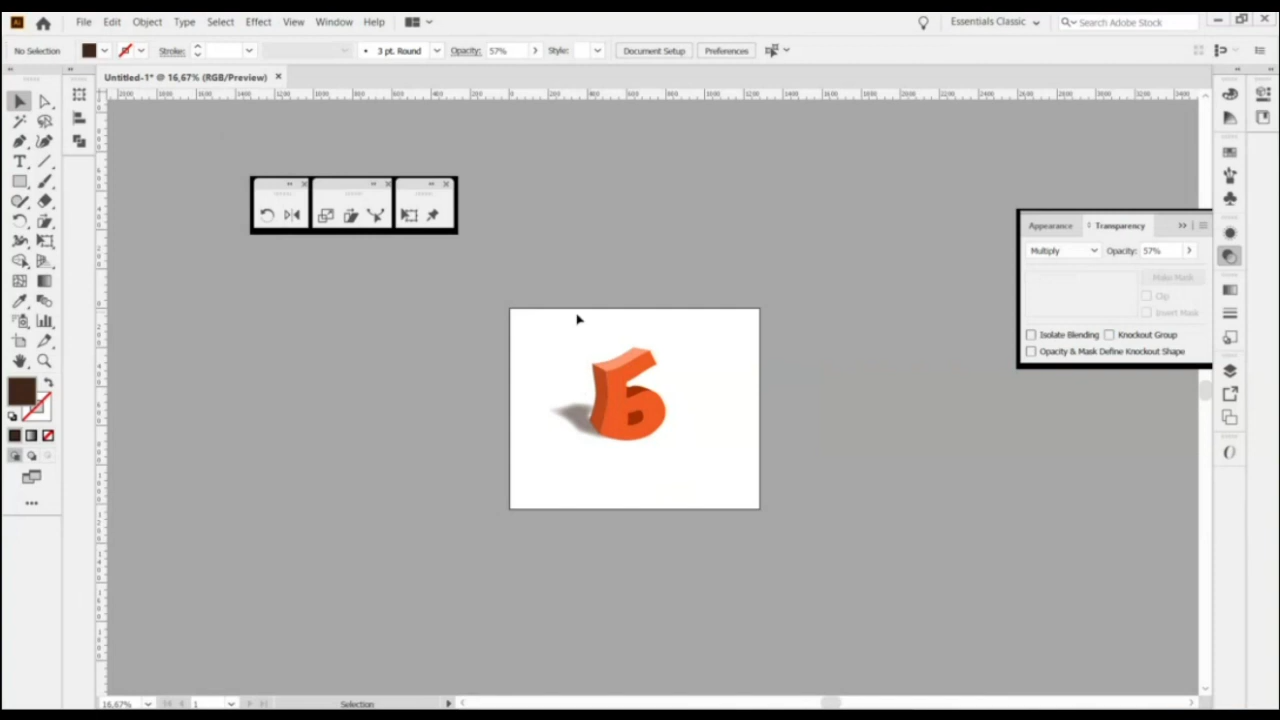 Ai File Edit Object Type Select Effect View Window Help Essentials Classic Search Adobe Stock
No Selection Stroke: 3 pt. Round Opacity: 57% Style: Document Setup Preferences
Untitled-1* @ 16,67% (RGB/Preview)
Appearance Transparency
Multiply Opacity: 57%
Make Mask
Clip
Invert Mask
Isolate Blending Knockout Group
Opacity & Mask Define Knockout Shape
Б
16,67% 1 Selection